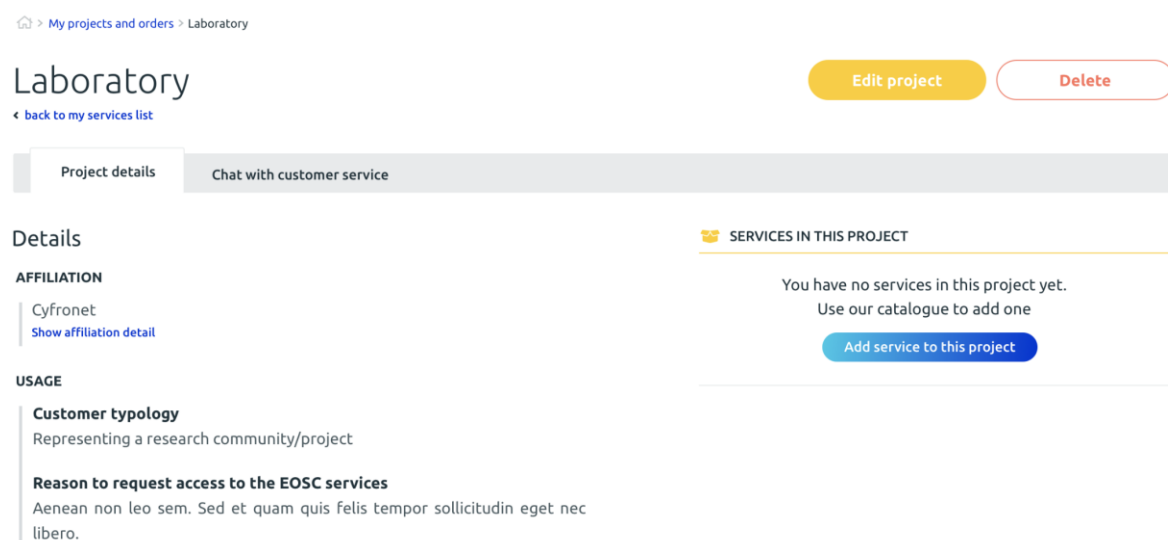 > My projects and orders > Laboratory
Laboratory
Edit project
Delete
back to my services list
Project details
Chat with customer service
Details
AFFILIATION
Cyfronet
Show affiliation detail
USAGE
Customer typology
Representing a research community/project
Reason to request access to the EOSC services
Aenean non leo sem. Sed et quam quis felis tempor sollicitudin eget nec
libero.
SERVICES IN THIS PROJECT
You have no services in this project yet.
Use our catalogue to add one
Add service to this project